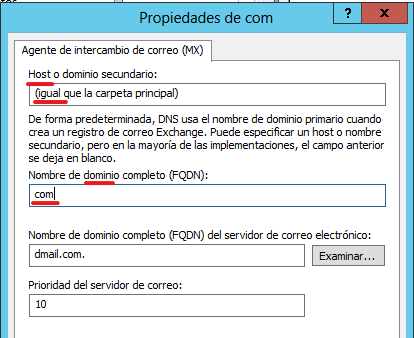 Propiedades de com
?
x
Agente de intercambio de correo (MX)
Host o dominio secundario:
(igual que la carpeta principal)
De forma predeterminada, DNS usa el nombre de dominio primario cuando
crea un registro de correo Exchange. Puede especificar un host o nombre
secundario, pero en la mayoría de las implementaciones, el campo anterior
se deja en blanco.
Nombre de dominio completo (FQDN):
com
Nombre de dominio completo (FQDN) del servidor de correo electrónico:
dmail.com.
Examinar...
Prioridad del servidor de correo:
10